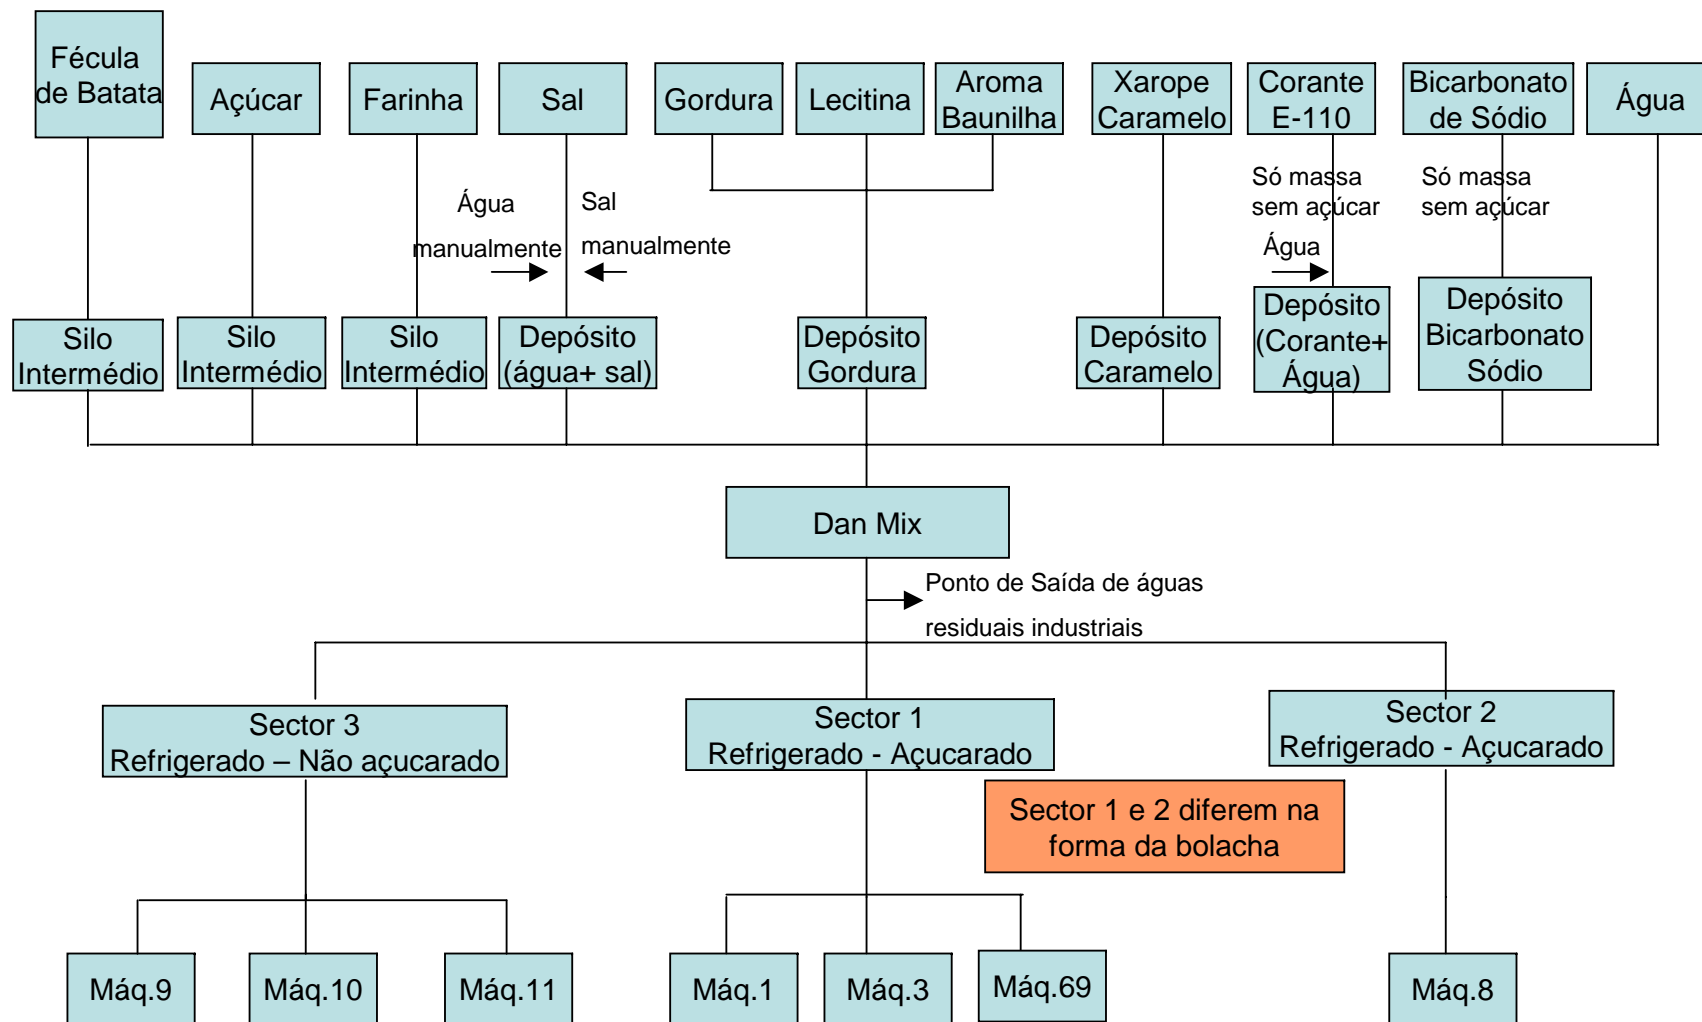 Fécula
de Batata
Açúcar
Farinha
Sal
Gordura
Lecitina
Aroma
Baunilha
Xarope
Caramelo
Corante
E-110
Bicarbonato
de Sódio
Água
Água
manualmente
Sal
manualmente
Só massa
sem açúcar
Água
Só massa
sem açúcar
Silo
Intermédio
Silo
Intermédio
Silo
Intermédio
Depósito
(água+ sal)
Depósito
Gordura
Depósito
Caramelo
Depósito
(Corante+
Água)
Depósito
Bicarbonato
Sódio
Dan Mix
Ponto de Saída de águas
residuais industriais
Sector 3
Refrigerado – Não açucarado
Sector 1
Refrigerado - Açucarado
Sector 2
Refrigerado - Açucarado
Sector 1 e 2 diferem na
forma da bolacha
Máq.9
Máq.10
Máq.11
Máq.1
Máq.3
Máq.69
Máq.8